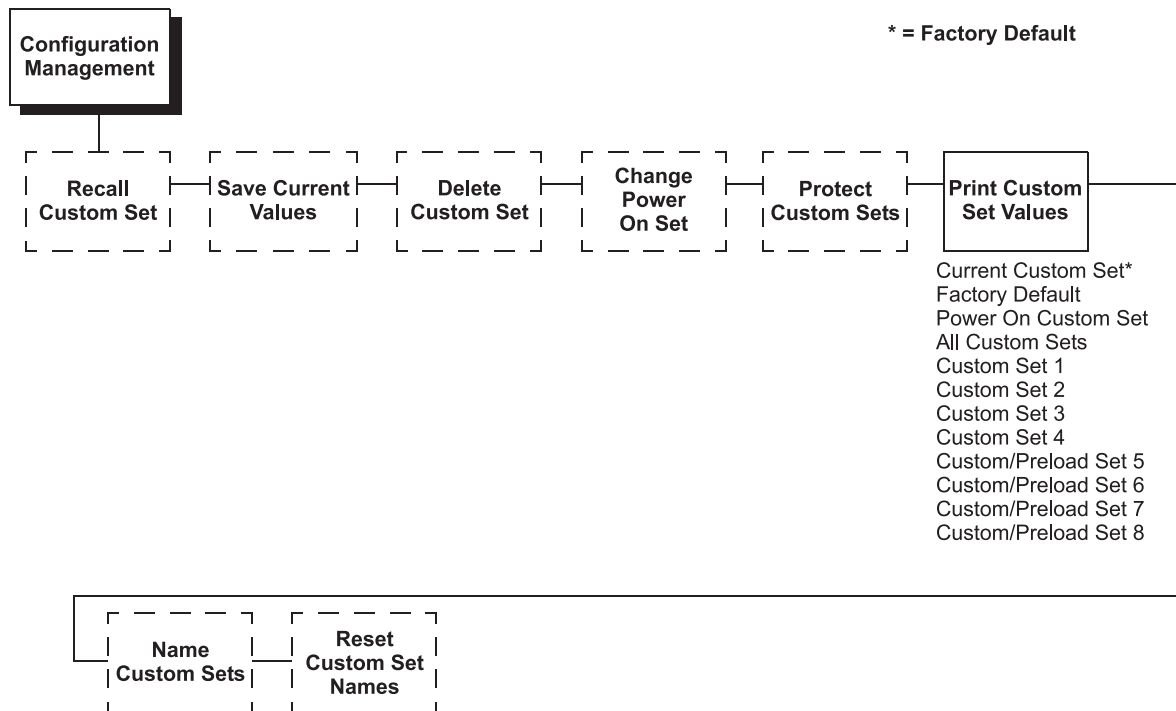 Configuration
Management
* = Factory Default
Recall
Custom Set
Save Current
Values
Delete
Custom Set
Change
Power
On Set
Protect
Custom Sets
Print Custom
Set Values
Current Custom Set*
Factory Default
Power On Custom Set
All Custom Sets
Custom Set 1
Custom Set 2
Custom Set 3
Custom Set 4
Custom/Preload Set 5
Custom/Preload Set 6
Custom/Preload Set 7
Custom/Preload Set 8
Name
Custom Sets
Reset
Custom Set
Names